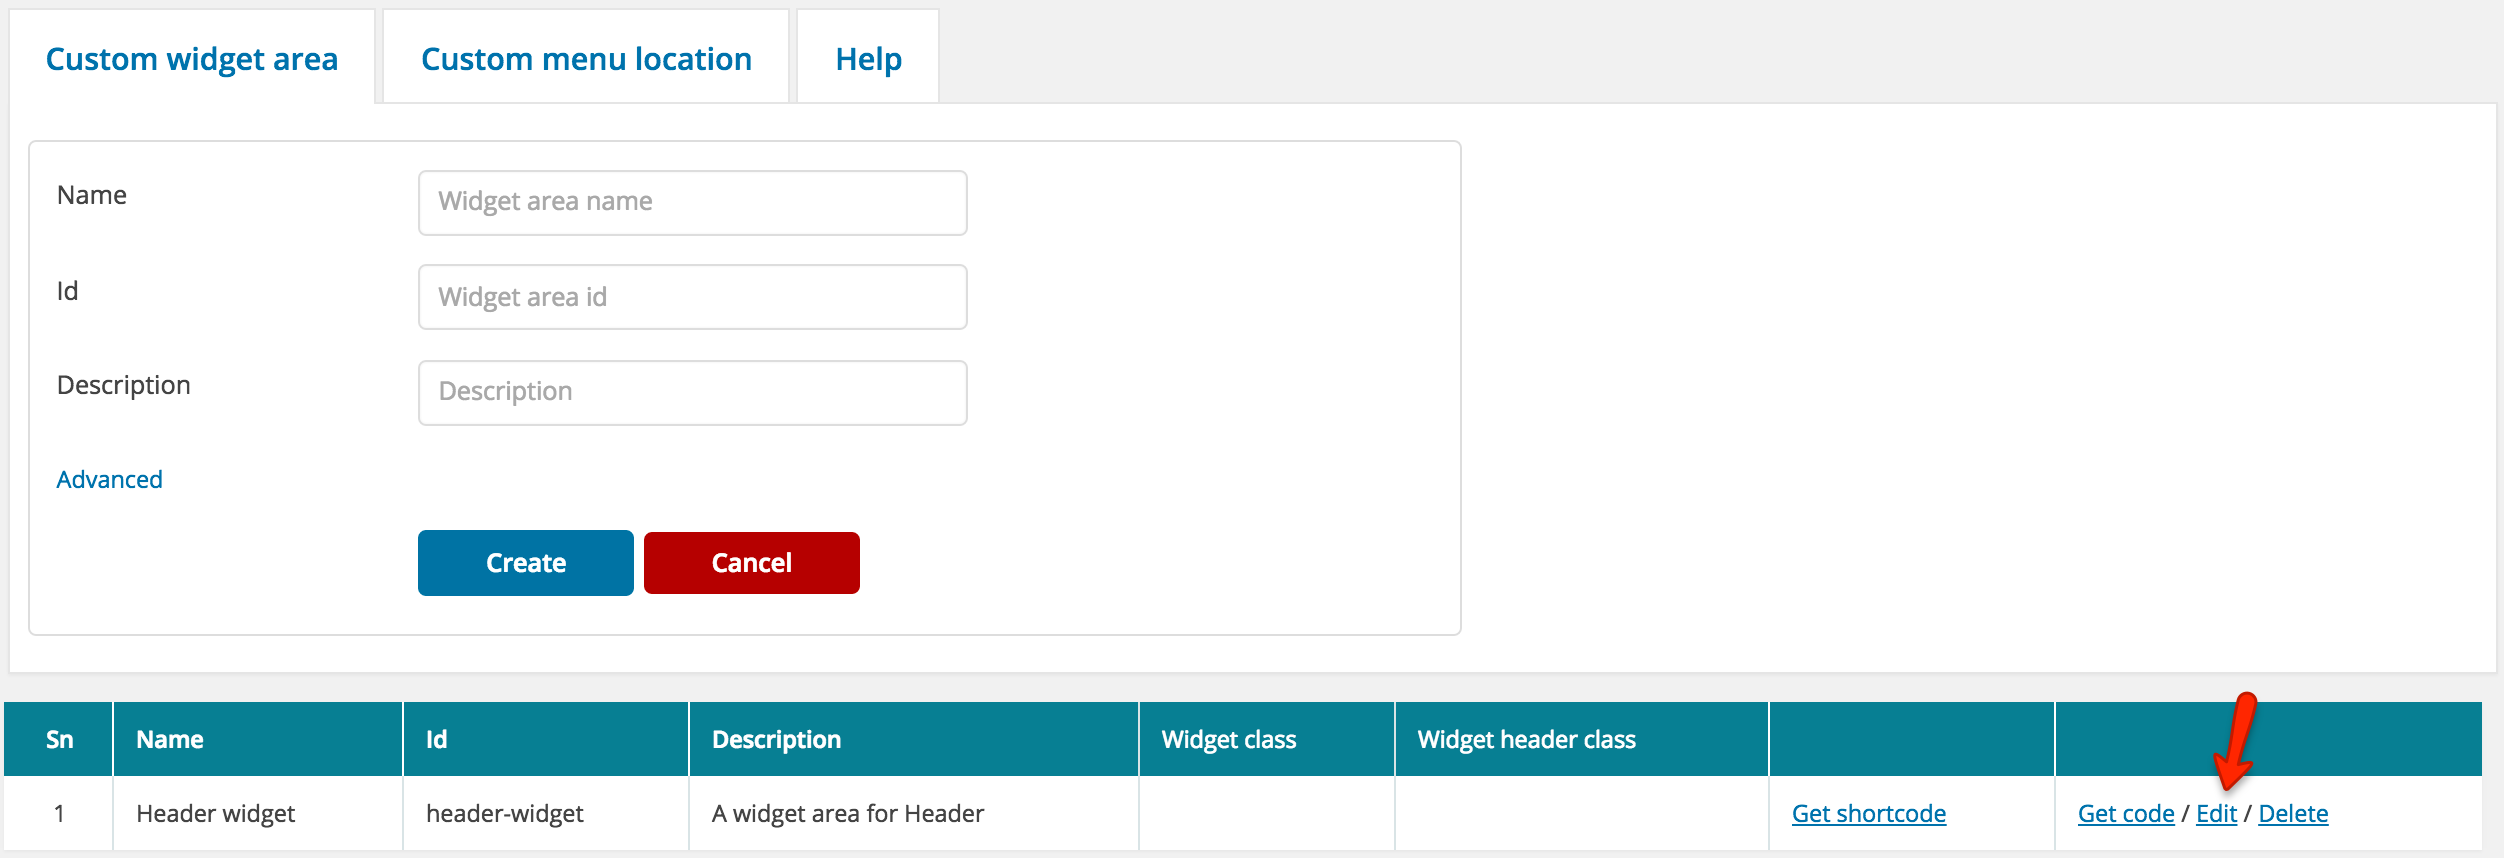 Custom widget area Custom menu location Help
Name Widget area name
Id Widget area id
Description Description
Advanced
Create Cancel
Sn Name Id Description Widget class Widget header class
1 Header widget header-widget A widget area for Header Get shortcode Get code / Edit / Delete